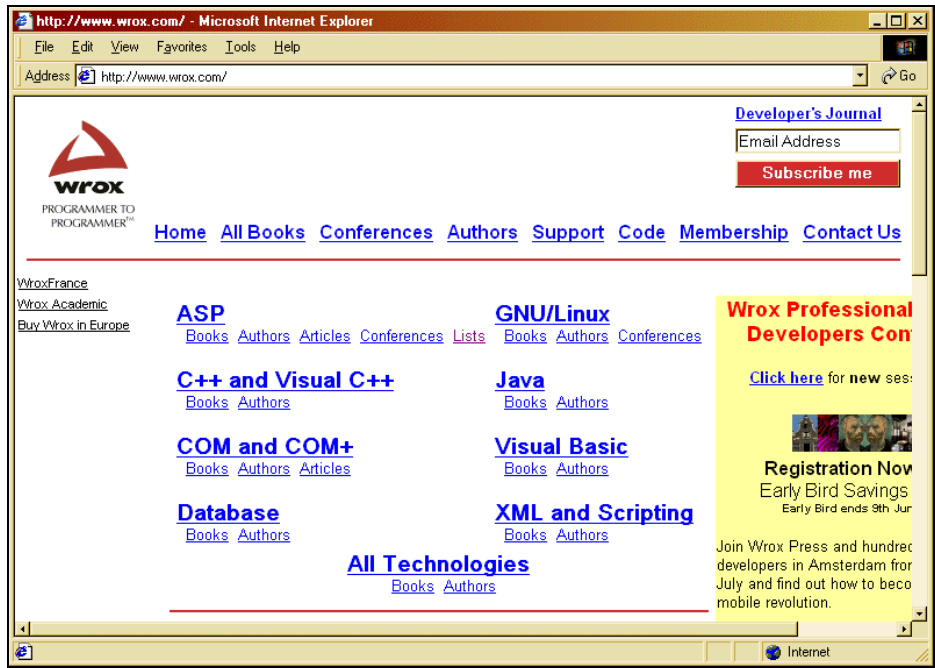 http://www.wrox.com/ - Microsoft Internet Explorer
File Edit View Favorites Tools Help
Address http://www.wrox.com/ Go
Developer's Journal
Email Address
Subscribe me
wrox
PROGRAMMER TO
PROGRAMMER™
Home All Books Conferences Authors Support Code Membership Contact Us
WroxFrance
Wrox Academic
Buy Wrox in Europe
ASP
Books Authors Articles Conferences Lists
GNU/Linux
Books Authors Conferences
C++ and Visual C++
Books Authors
Java
Books Authors
COM and COM+
Books Authors Articles
Visual Basic
Books Authors
Database
Books Authors
XML and Scripting
Books Authors
All Technologies
Books Authors
Wrox Professional
Developers Con
Click here for new ses
Registration Now
Early Bird Savings
Early Bird ends 9th Jun
Join Wrox Press and hundred
developers in Amsterdam from
July and find out how to beco
mobile revolution.
Internet